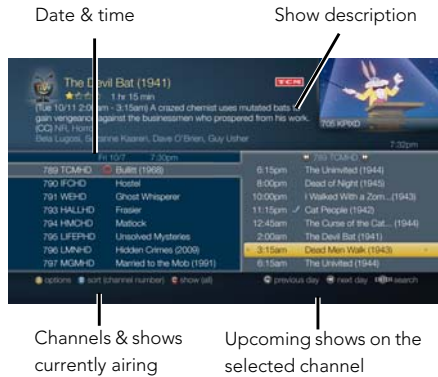 Date & time
Show description
The Devil Bat (1941)
TCM
1 hr 15 min
(Tue 10/11 2:00am - 3:15am) A crazed chemist uses mutated bats to
gain vengeance against the businessmen who prospered from his work.
(CC) NR, Horror
Bela Lugosi, Suzanne Kaaren, Dave O'Brien, Guy Usher
705 KPIXD
7:32pm
Fri 10/7 7:30pm
789 TCMHD
789 TCMHD Bullitt (1968)
790 IFCHD Hostel
791 WEHD Ghost Whisperer
793 HALLHD Frasier
794 HMCHD Matlock
795 LIFEPHD Unsolved Mysteries
796 LMNHD Hidden Crimes (2009)
797 MGMHD Married to the Mob (1991)
6:15pm The Uninvited (1944)
8:00pm Dead of Night (1945)
10:00pm I Walked With a Zom...(1943)
11:15pm Cat People (1942)
12:45am The Curse of the Cat... (1944)
2:00am The Devil Bat (1941)
3:15am Dead Men Walk (1943)
6:15am The Univited (1944)
A options B sort (channel number) C show (all)
previous day next day ENTER search
Channels & shows
currently airing
Upcoming shows on the
selected channel